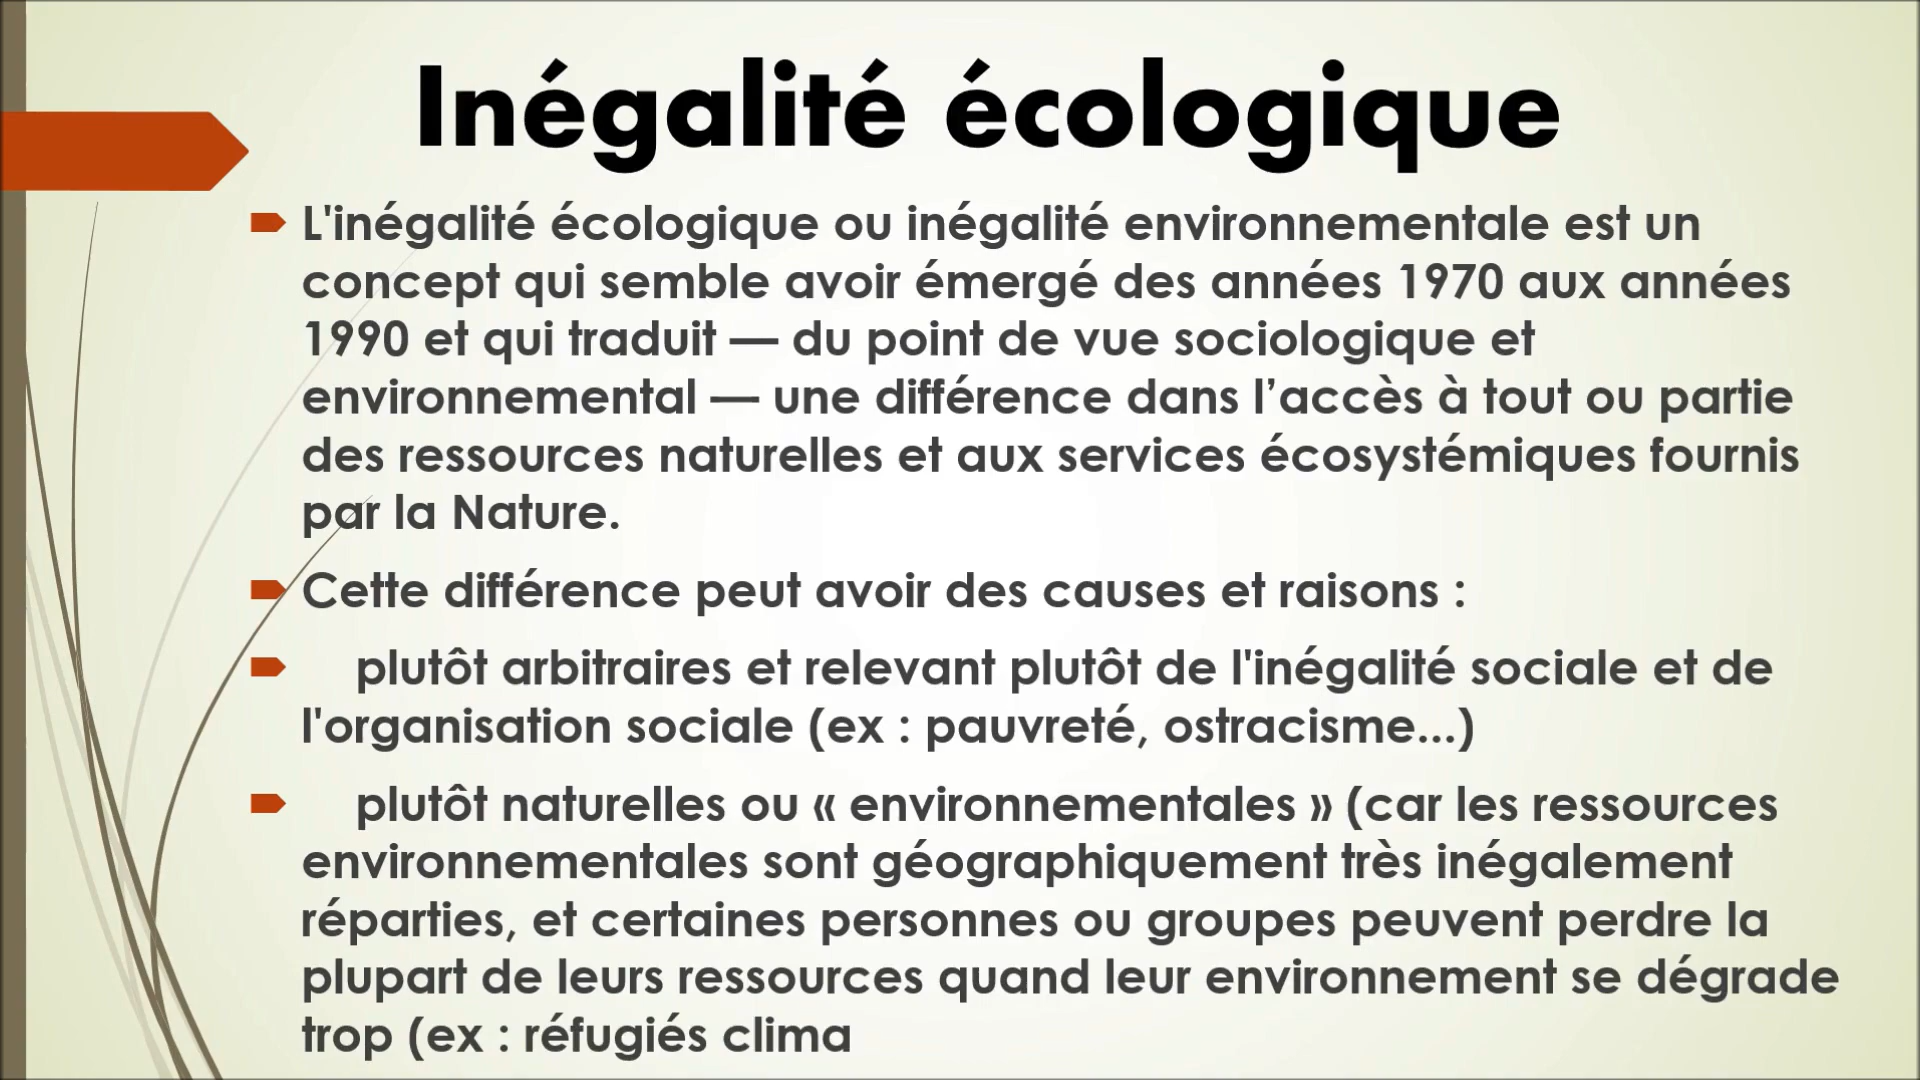 Inégalité écologique
L'inégalité écologique ou inégalité environnementale est un
concept qui semble avoir émergé des années 1970 aux années
1990 et qui traduit — du point de vue sociologique et
environnemental — une différence dans l’accès à tout ou partie
des ressources naturelles et aux services écosystémiques fournis
par la Nature.
Cette différence peut avoir des causes et raisons :
plutôt arbitraires et relevant plutôt de l'inégalité sociale et de
l'organisation sociale (ex : pauvreté, ostracisme...)
plutôt naturelles ou « environnementales » (car les ressources
environnementales sont géographiquement très inégalement
réparties, et certaines personnes ou groupes peuvent perdre la
plupart de leurs ressources quand leur environnement se dégrade
trop (ex : réfugiés clima